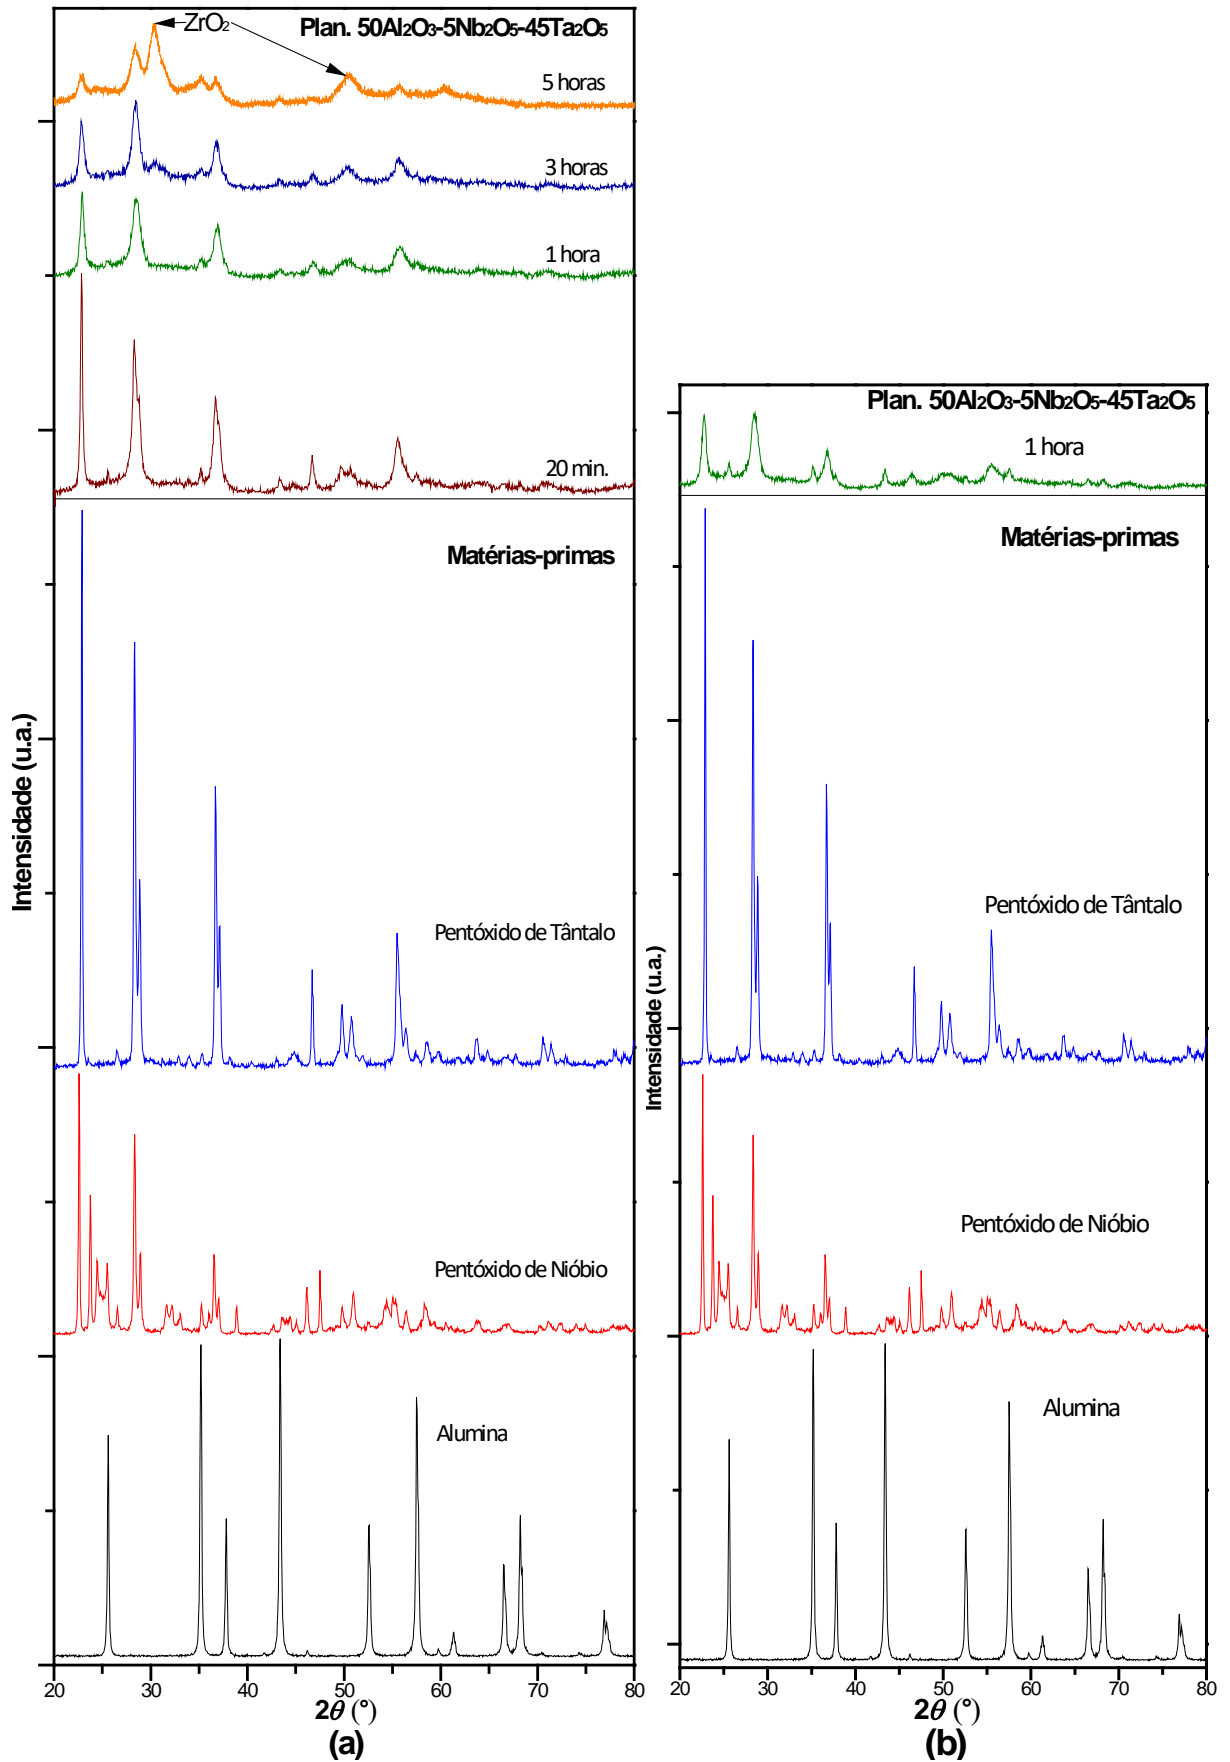 ZrO₂
Plan. 50Al₂O₃-5Nb₂O₅-45Ta₂O₅
5 horas
3 horas
1 hora
20 min.
Matérias-primas
Pentóxido de Tântalo
Pentóxido de Nióbio
Alumina
Intensidade (u.a.)
20 30 40 50 60 70 80
2θ (°)
(a)
Plan. 50Al₂O₃-5Nb₂O₅-45Ta₂O₅
1 hora
Matérias-primas
Pentóxido de Tântalo
Pentóxido de Nióbio
Alumina
Intensidade (u.a.)
20 30 40 50 60 70 80
2θ (°)
(b)